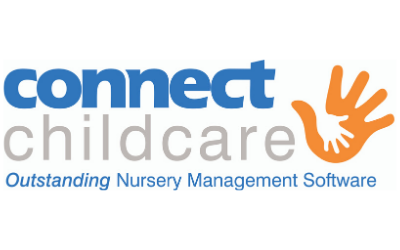 connect
childcare
Outstanding Nursery Management Software